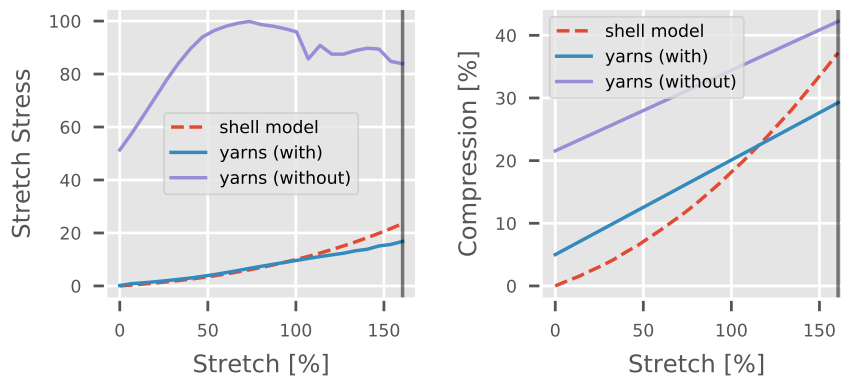 100
80
60
40
20
0
Stretch Stress
shell model
yarns (with)
yarns (without)
0 50 100 150
Stretch [%]
40
30
20
10
0
Compression [%]
shell model
yarns (with)
yarns (without)
0 50 100 150
Stretch [%]